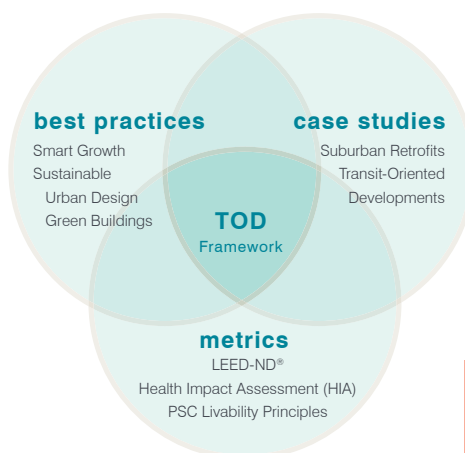 best practices
Smart Growth
Sustainable
Urban Design
Green Buildings
case studies
Suburban Retrofits
Transit-Oriented
Developments
TOD
Framework
metrics
LEED-ND®
Health Impact Assessment (HIA)
PSC Livability Principles